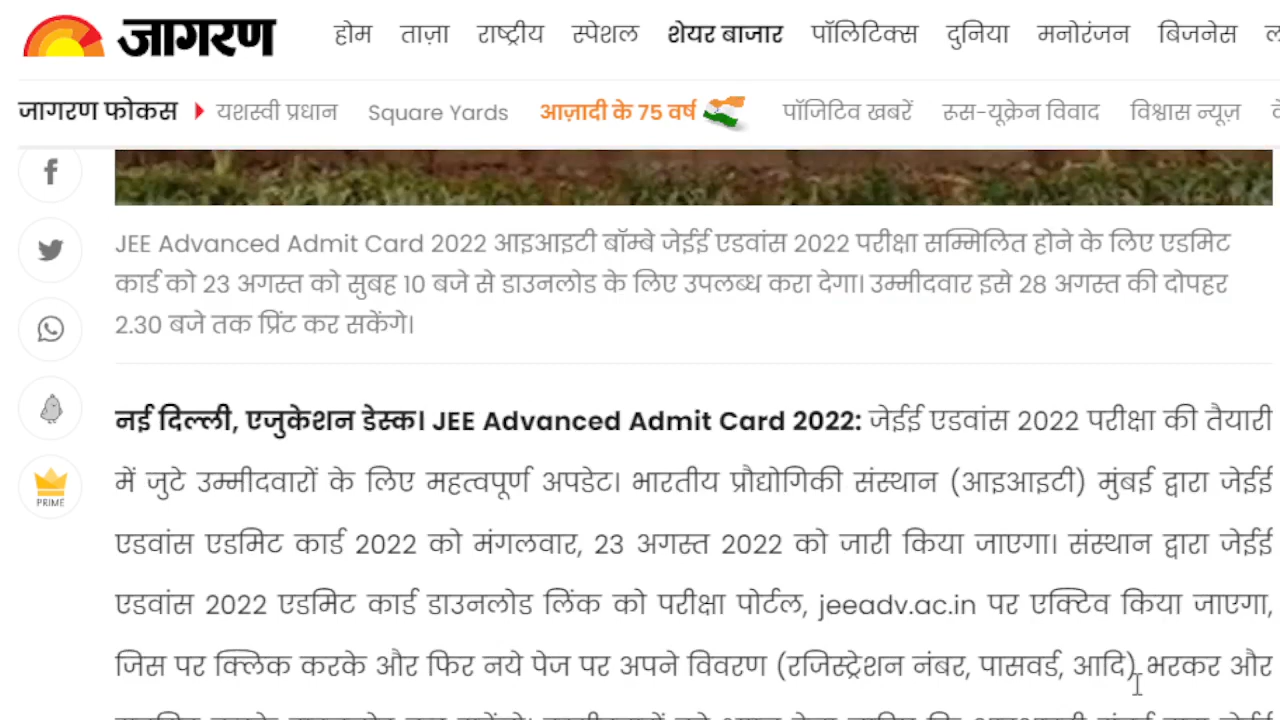 जागरण होम ताज़ा राष्ट्रीय स्पेशल शेयर बाजार पॉलिटिक्स दुनिया मनोरंजन बिजनेस
जागरण फोकस यशस्वी प्रधान Square Yards आज़ादी के 75 वर्ष पॉजिटिव खबरें रूस-यूक्रेन विवाद विश्वास न्यूज़
JEE Advanced Admit Card 2022 आइआइटी बॉम्बे जेईई एडवांस 2022 परीक्षा सम्मिलित होने के लिए एडमिट
कार्ड को 23 अगस्त को सुबह 10 बजे से डाउनलोड के लिए उपलब्ध करा देगा। उम्मीदवार इसे 28 अगस्त की दोपहर
2.30 बजे तक प्रिंट कर सकेंगे।
नई दिल्ली, एजुकेशन डेस्क। JEE Advanced Admit Card 2022: जेईई एडवांस 2022 परीक्षा की तैयारी
में जुटे उम्मीदवारों के लिए महत्वपूर्ण अपडेट। भारतीय प्रौद्योगिकी संस्थान (आइआइटी) मुंबई द्वारा जेईई
PRIME
एडवांस एडमिट कार्ड 2022 को मंगलवार, 23 अगस्त 2022 को जारी किया जाएगा। संस्थान द्वारा जेईई
एडवांस 2022 एडमिट कार्ड डाउनलोड लिंक को परीक्षा पोर्टल, jeeadv.ac.in पर एक्टिव किया जाएगा,
जिस पर क्लिक करके और फिर नये पेज पर अपने विवरण (रजिस्ट्रेशन नंबर, पासवर्ड, आदि) भरकर और